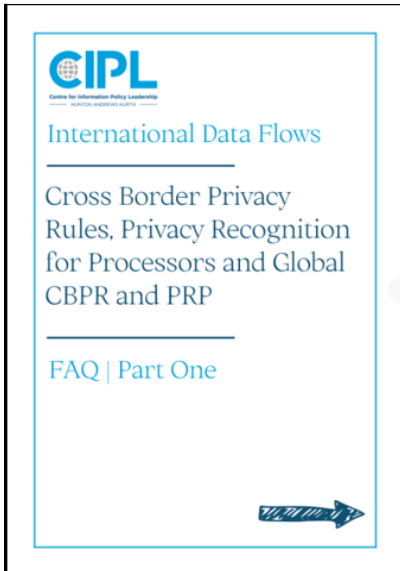 CIPL
Centre for Information Policy Leadership
HUNTON ANDREWS KURTH
International Data Flows
Cross Border Privacy
Rules, Privacy Recognition
for Processors and Global
CBPR and PRP
FAQ | Part One